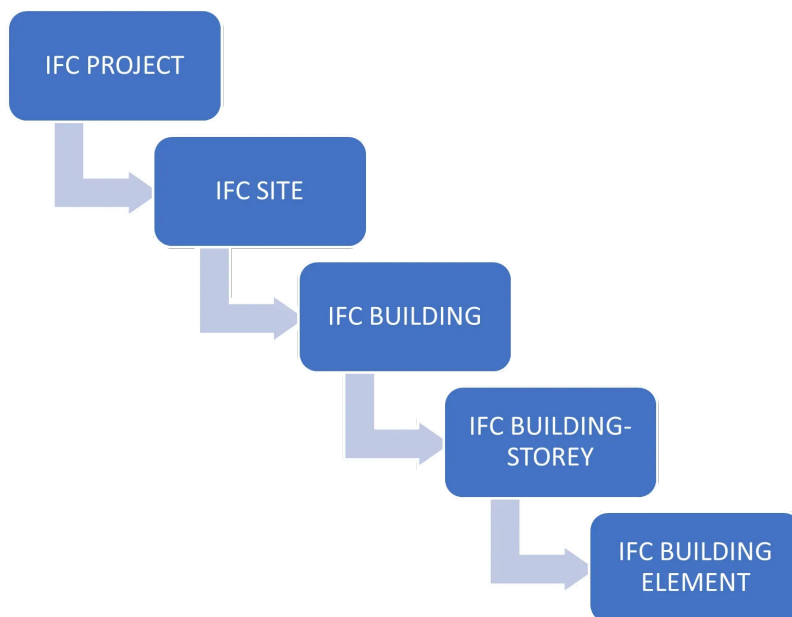 IFC PROJECT
IFC SITE
IFC BUILDING
IFC BUILDING-
STOREY
IFC BUILDING
ELEMENT